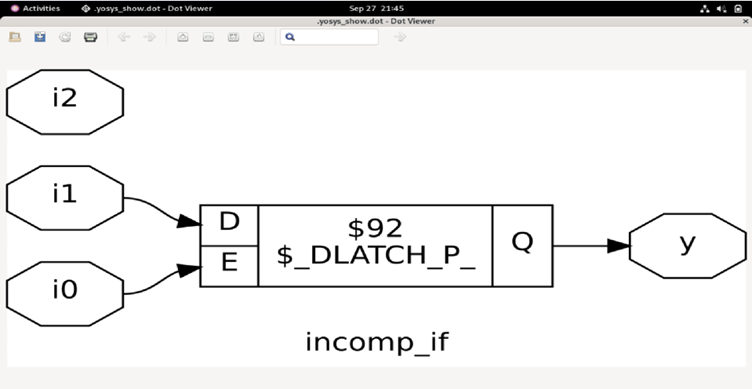 Activities
.yosys_show.dot - Dot Viewer
Sep 27 21:45
.yosys_show.dot - Dot Viewer
i2
i1
i0
D
E
$92
$_DLATCH_P_
Q
y
incomp_if